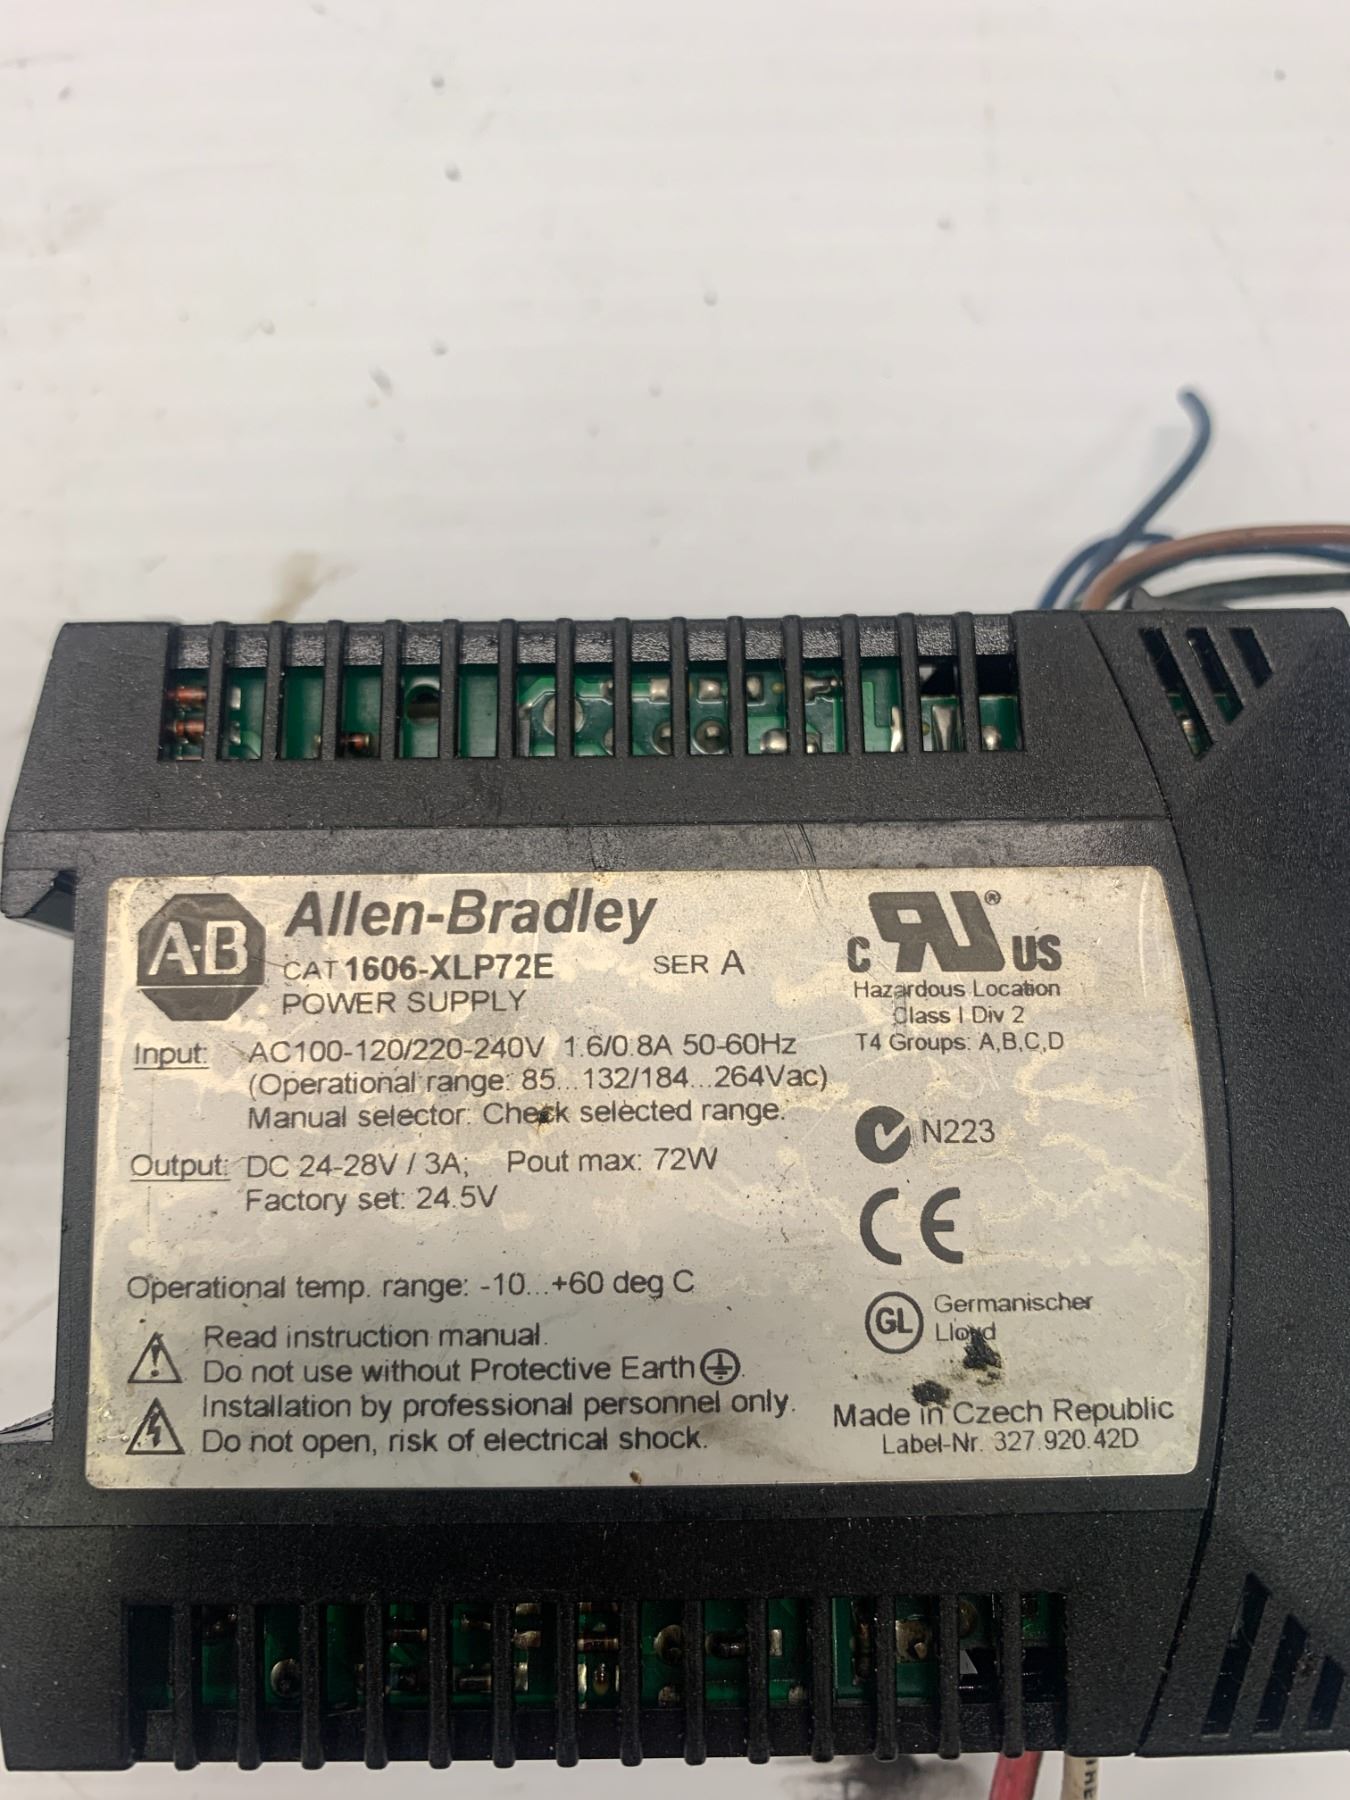 A-B Allen-Bradley
CAT 1606-XLP72E SER A
POWER SUPPLY
Input: AC100-120/220-240V 1.6/0.8A 50-60Hz
(Operational range: 85...132/184...264Vac)
Manual selector: Check selected range.
Output: DC 24-28V / 3A; Pout max: 72W
Factory set: 24.5V
Operational temp. range: -10...+60 deg C
Read instruction manual.
Do not use without Protective Earth.
Installation by professional personnel only.
Do not open, risk of electrical shock.
C RU® US
Hazardous Location
Class I Div 2
T4 Groups: A,B,C,D
N223
CE
GL Germanischer
Lloyd
Made in Czech Republic
Label-Nr. 327.920.42D